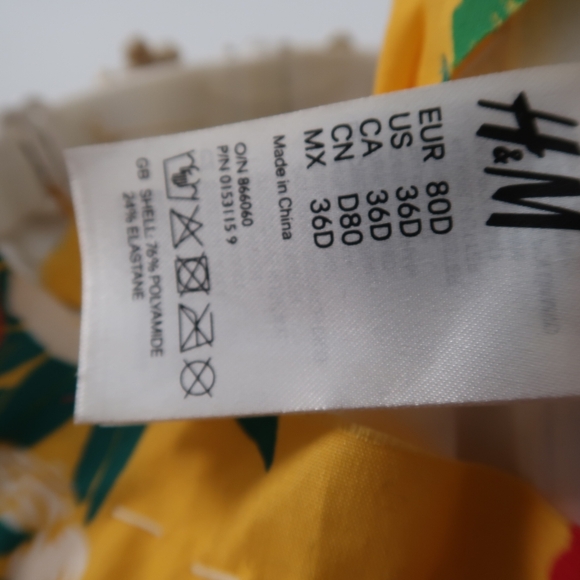 H&M
EUR 80D
US 36D
CA 36D
CN D80
MX 36D
Made in China
O/N 866060
P/N 0153115 9
GB SHELL: 76% POLYAMIDE
24% ELASTANE